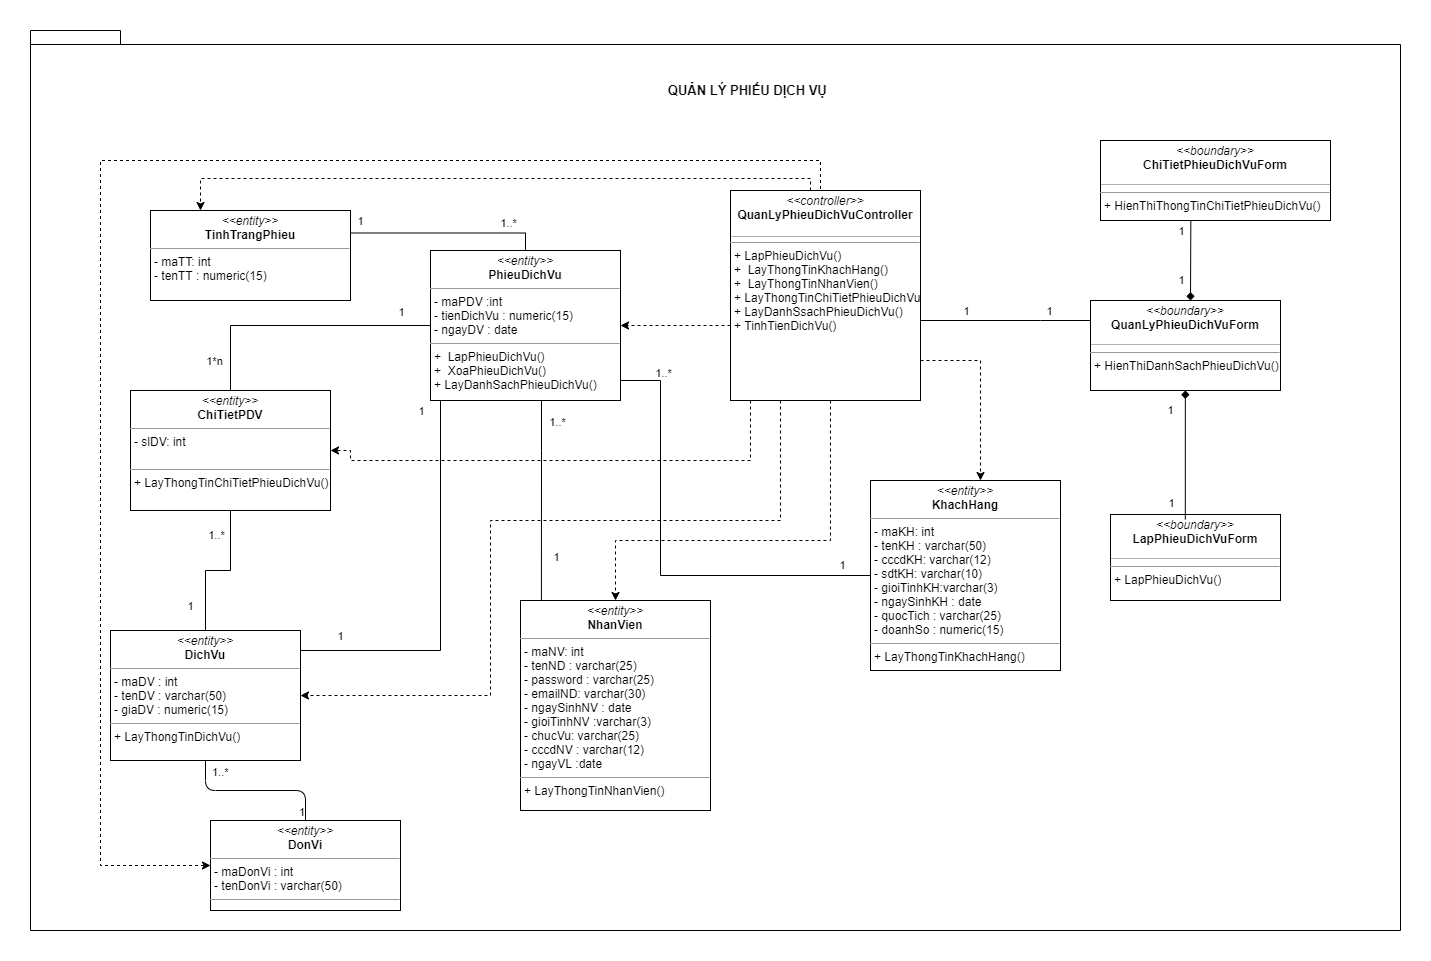 QUẢN LÝ PHIẾU DỊCH VỤ
<<boundary>>
ChiTietPhieuDichVuForm
+ HienThiThongTinChiTietPhieuDichVu()
1
1
<<controller>>
QuanLyPhieuDichVuController
+ LapPhieuDichVu()
+ LayThongTinKhachHang()
+ LayThongTinNhanVien()
+ LayThongTinChiTietPhieuDichVu
+ LayDanhSsachPhieuDichVu()
+ TinhTienDichVu()
1
1
<<entity>>
TinhTrangPhieu
- maTT: int
- tenTT : numeric(15)
1
1..*
<<entity>>
PhieuDichVu
- maPDV :int
- tienDichVu : numeric(15)
- ngayDV : date
+ LapPhieuDichVu()
+ XoaPhieuDichVu()
+ LayDanhSachPhieuDichVu()
1
1*n
1..*
1
1..*
<<boundary>>
QuanLyPhieuDichVuForm
+ HienThiDanhSachPhieuDichVu()
1
1
<<entity>>
ChiTietPDV
- slDV: int
+ LayThongTinChiTietPhieuDichVu()
1..*
1
1
1
1
<<entity>>
KhachHang
- maKH: int
- tenKH : varchar(50)
- cccdKH: varchar(12)
- sdtKH: varchar(10)
- gioiTinhKH:varchar(3)
- ngaySinhKH : date
- quocTich : varchar(25)
- doanhSo : numeric(15)
+ LayThongTinKhachHang()
<<boundary>>
LapPhieuDichVuForm
+ LapPhieuDichVu()
<<entity>>
DichVu
- maDV : int
- tenDV : varchar(50)
- giaDV : numeric(15)
+ LayThongTinDichVu()
1..*
1
<<entity>>
NhanVien
- maNV: int
- tenND : varchar(25)
- password : varchar(25)
- emailND: varchar(30)
- ngaySinhNV : date
- gioiTinhNV :varchar(3)
- chucVu: varchar(25)
- cccdNV : varchar(12)
- ngayVL :date
+ LayThongTinNhanVien()
<<entity>>
DonVi
- maDonVi : int
- tenDonVi : varchar(50)